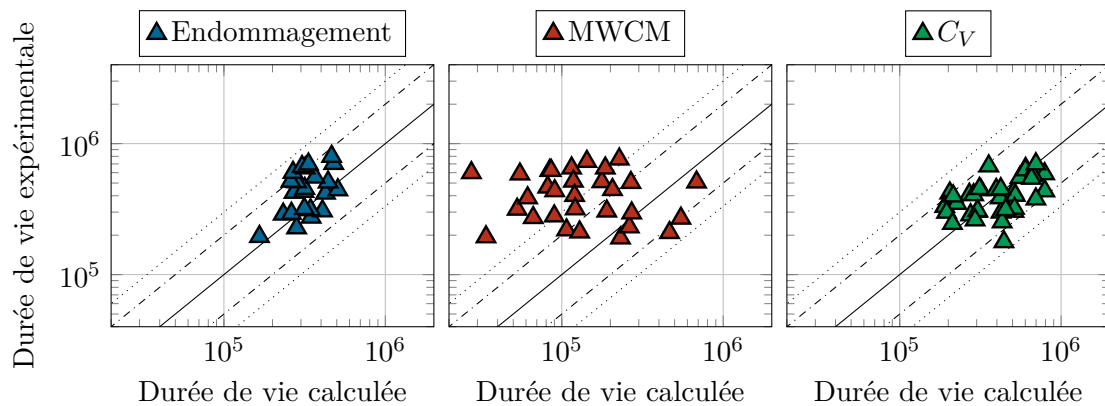 Endommagement
MWCM
C_V
Durée de vie expérimentale
10^6
10^5
10^5 10^6
10^5 10^6
10^5 10^6
Durée de vie calculée
Durée de vie calculée
Durée de vie calculée